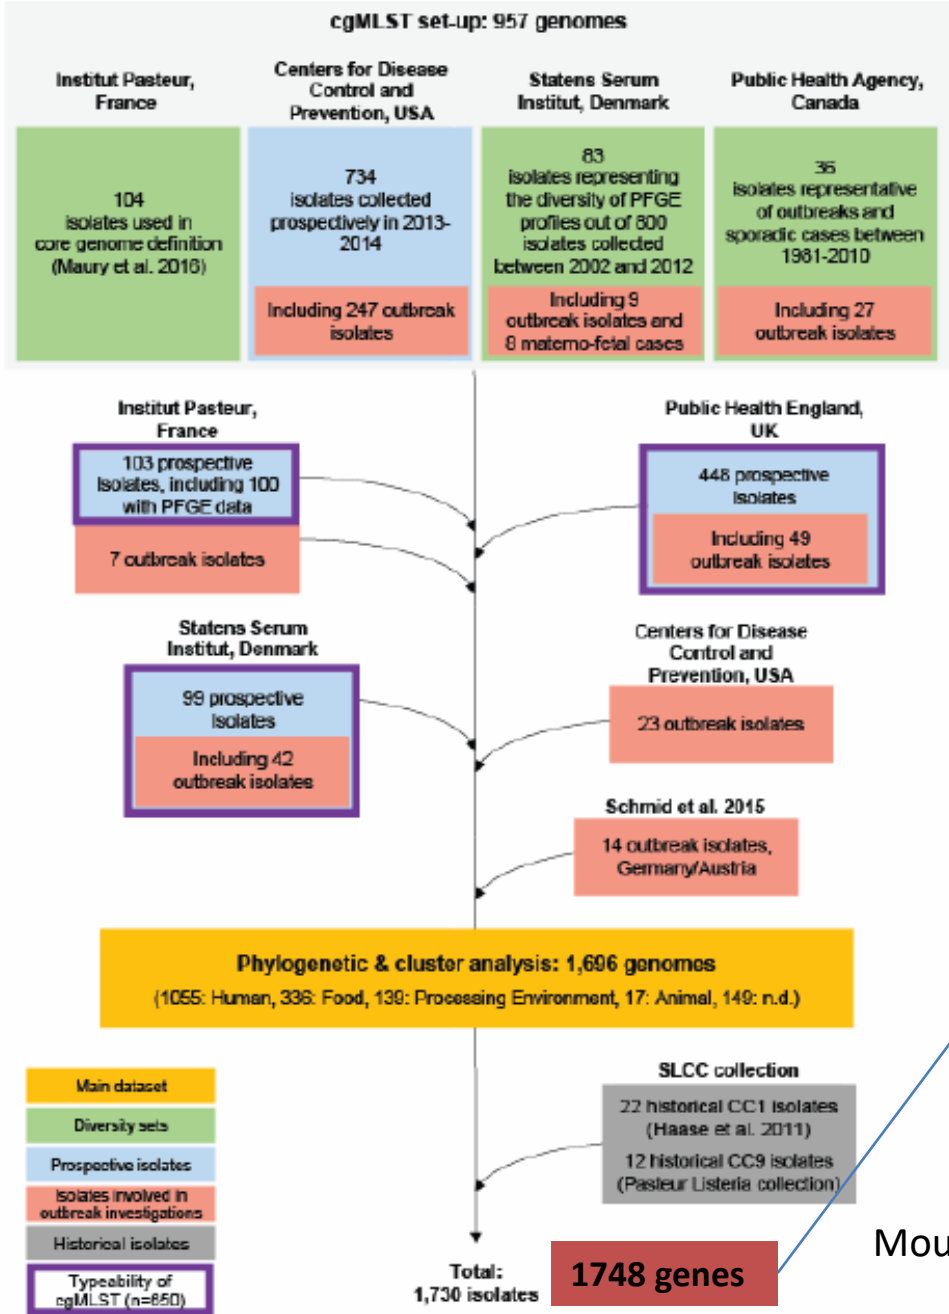 cgMLST set-up: 957 genomes
Institut Pasteur,
France
Centers for Disease
Control and
Prevention, USA
Statens Serum
Institut, Denmark
Public Health Agency,
Canada
104
isolates used in
core genome definition
(Maury et al. 2016)
734
isolates collected
prospectively in 2013-
2014
Including 247 outbreak
isolates
83
isolates representing
the diversity of PFGE
profiles out of 800
isolates collected
between 2002 and 2012
Including 9
outbreak isolates and
8 materno-fetal cases
36
isolates representative
of outbreaks and
sporadic cases between
1981-2010
Including 27
outbreak isolates
Institut Pasteur,
France
103 prospective
Isolates, including 100
with PFGE data
7 outbreak isolates
Public Health England,
UK
448 prospective
Isolates
Including 49
outbreak isolates
Statens Serum
Institut, Denmark
99 prospective
Isolates
Including 42
outbreak isolates
Centers for Disease
Control and
Prevention, USA
23 outbreak isolates
Schmid et al. 2015
14 outbreak isolates,
Germany/Austria
Phylogenetic & cluster analysis: 1,696 genomes
(1055: Human, 336: Food, 139: Processing Environment, 17: Animal, 149: n.d.)
Main dataset
Diversity sets
Prospective isolates
Isolates involved in
outbreak investigations
Historical isolates
Typeability of
cgMLST (n=650)
SLCC collection
22 historical CC1 isolates
(Haase et al. 2011)
12 historical CC9 isolates
(Pasteur Listeria collection)
Total:
1,730 isolates
1748 genes
Mou